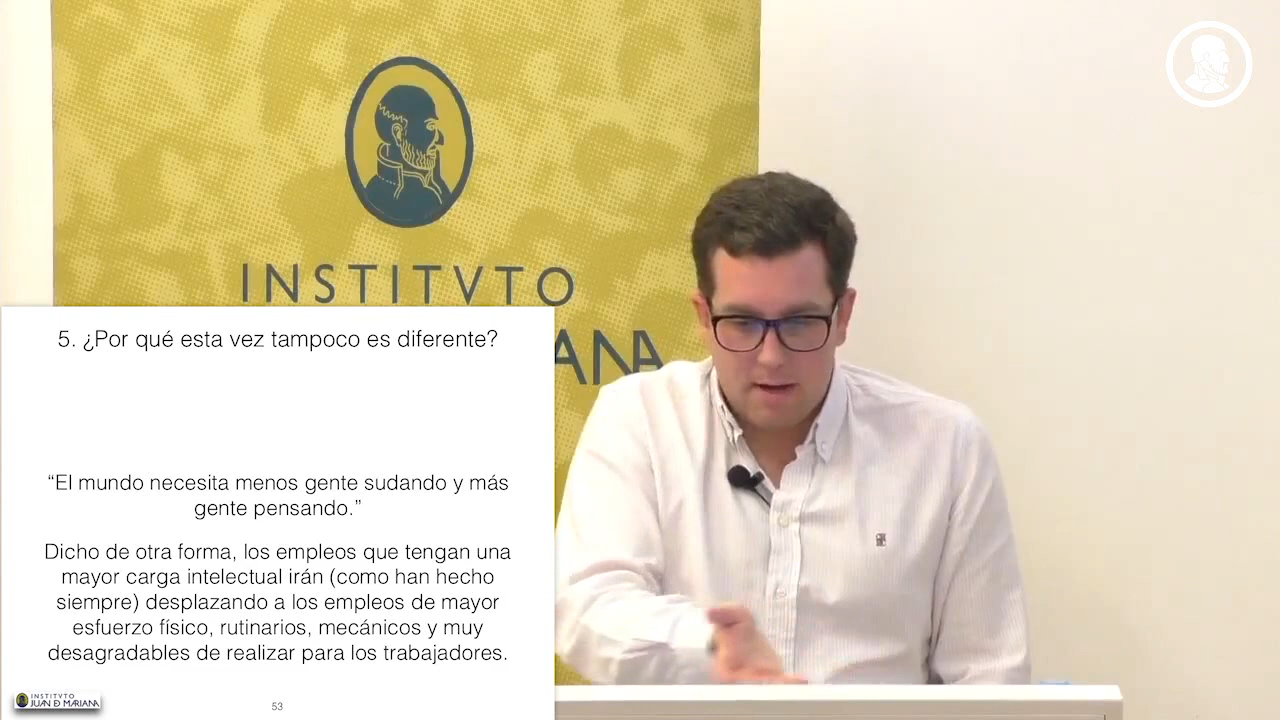 INSTITVTO
ANA
5. ¿Por qué esta vez tampoco es diferente?
“El mundo necesita menos gente sudando y más
gente pensando.”
Dicho de otra forma, los empleos que tengan una
mayor carga intelectual irán (como han hecho
siempre) desplazando a los empleos de mayor
esfuerzo físico, rutinarios, mecánicos y muy
desagradables de realizar para los trabajadores.
INSTITVTO
JUAN DE MARIANA
53